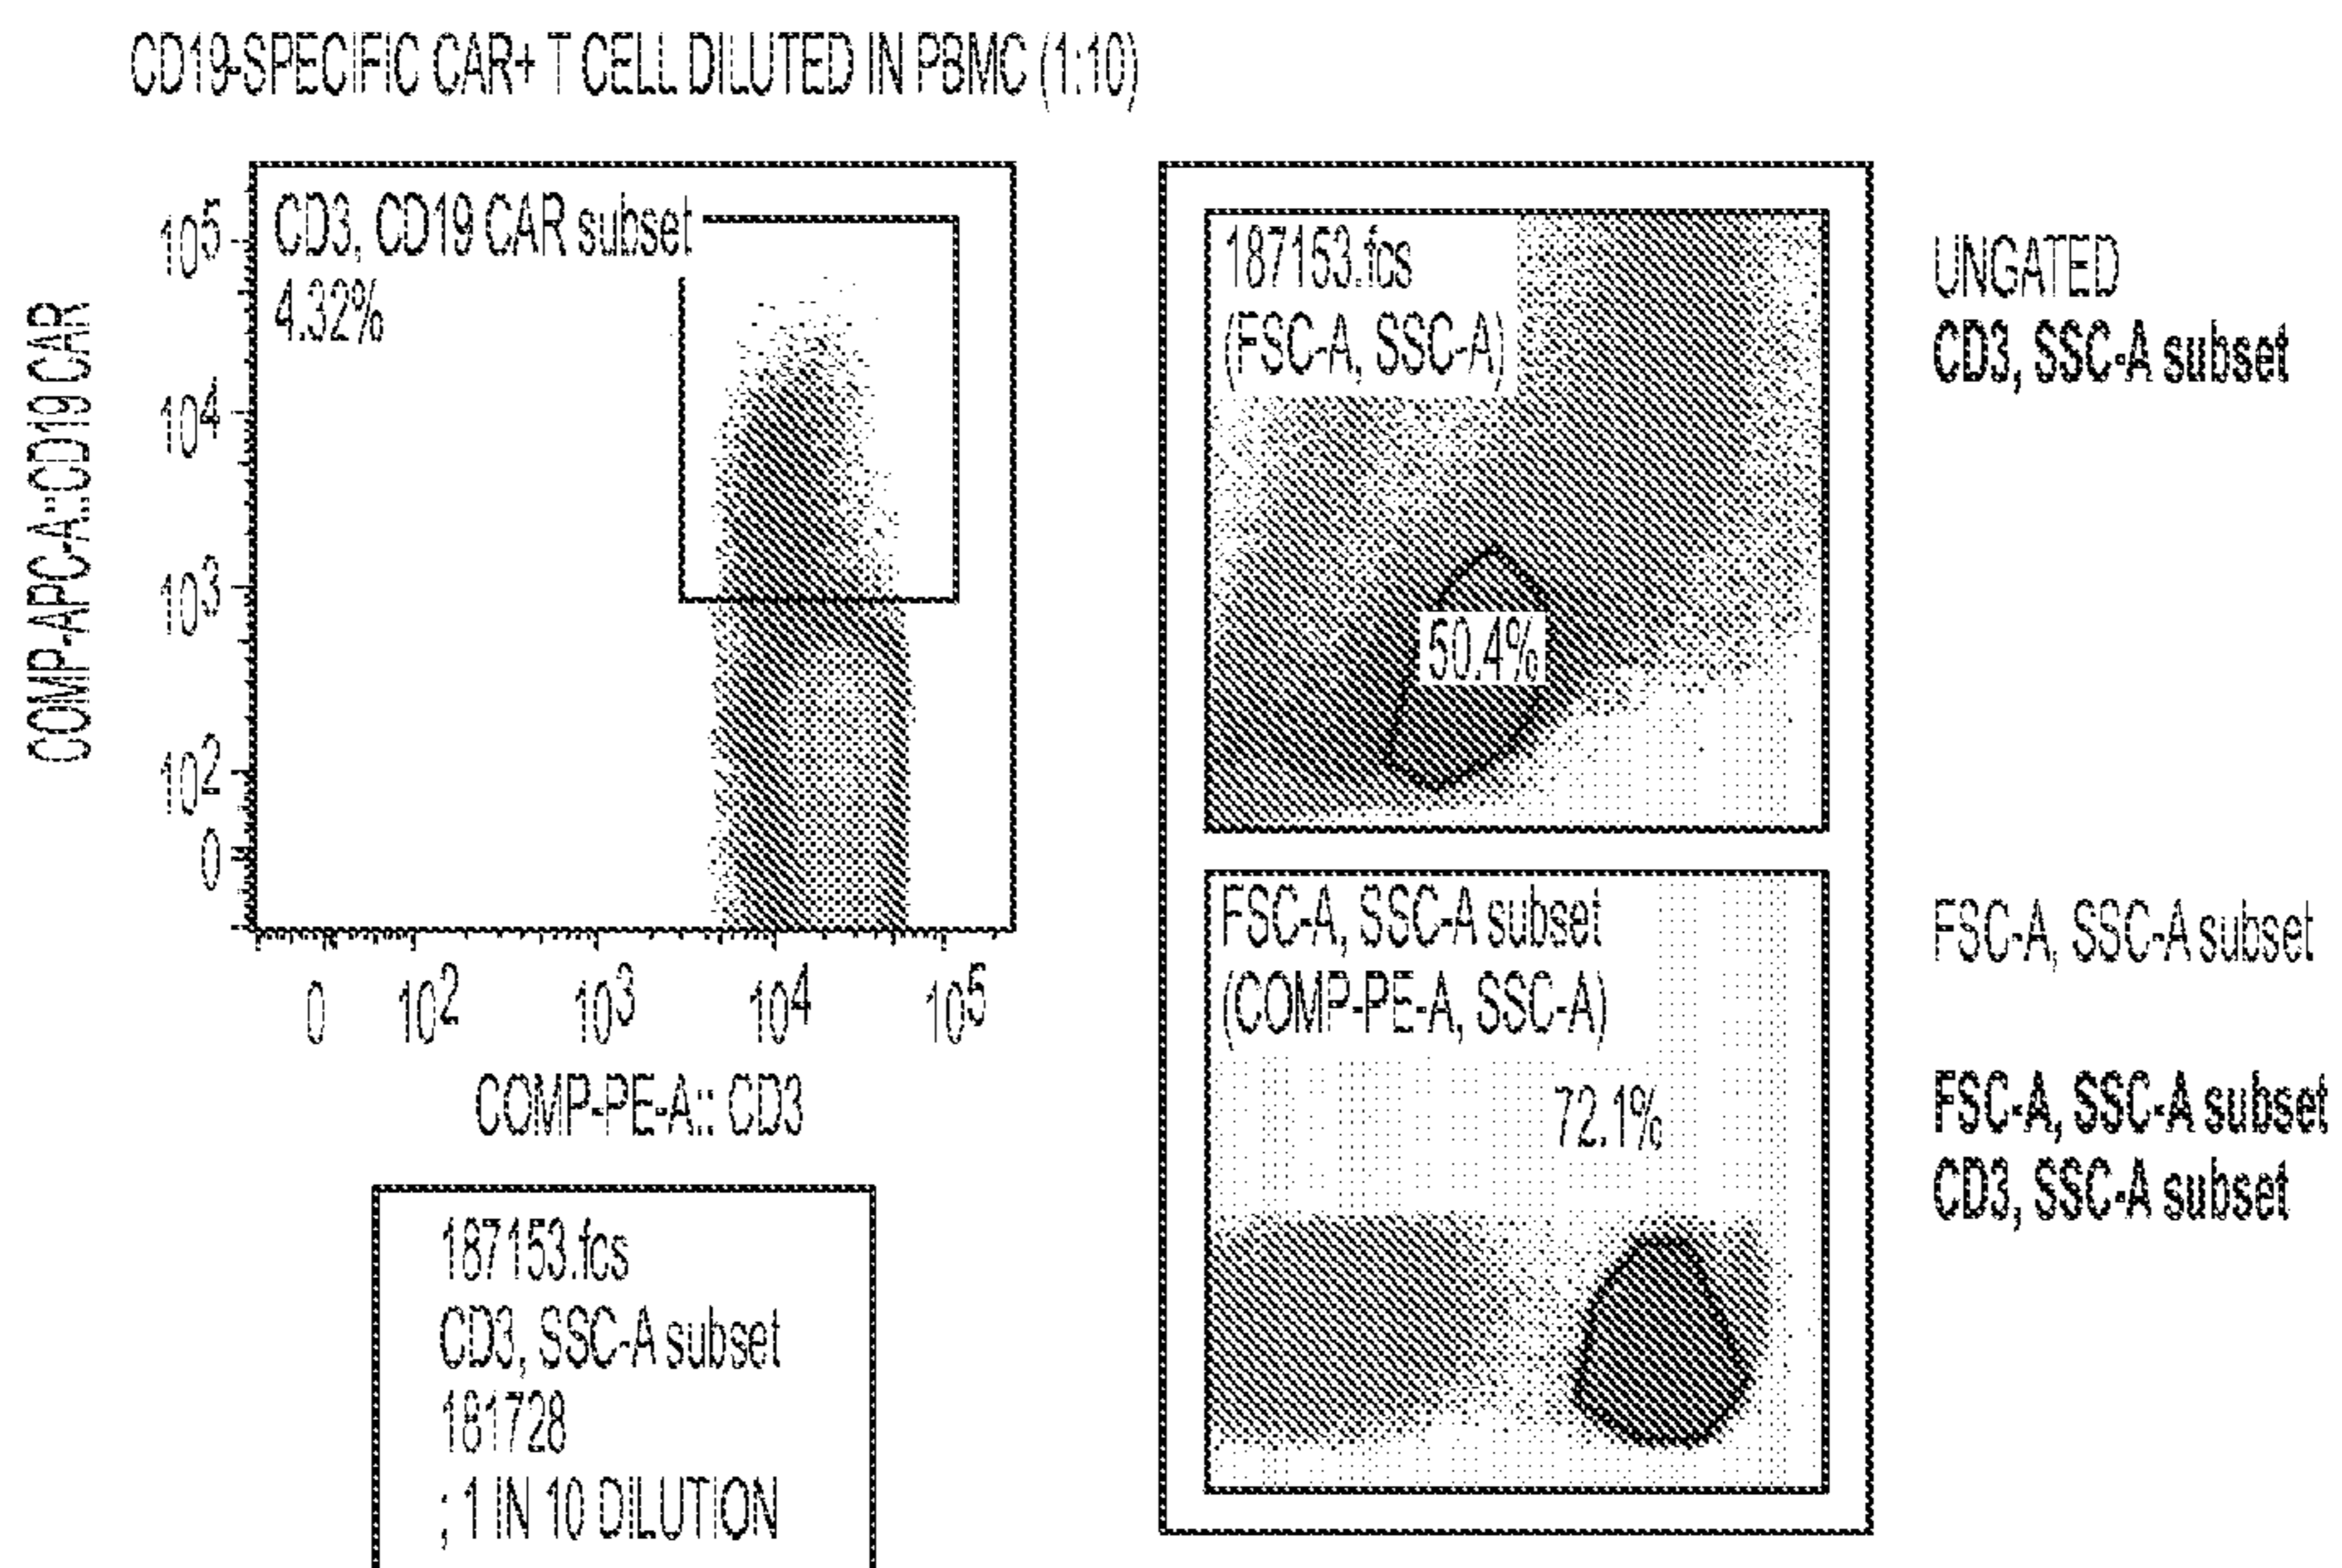 CD19-SPECIFIC CAR+ T CELL DILUTED IN PBMC (1:10)
COMP-APC-A::CD19 CAR
10^5
10^4
10^3
10^2
0
CD3, CD19 CAR subset
4.32%
0 10^2 10^3 10^4 10^5
COMP-PE-A:: CD3
187153.fcs
CD3, SSC-A subset
181728
; 1 IN 10 DILUTION
187153.fcs
(FSC-A, SSC-A)
50.4%
UNGATED
CD3, SSC-A subset
FSC-A, SSC-A subset
(COMP-PE-A, SSC-A)
72.1%
FSC-A, SSC-A subset
FSC-A, SSC-A subset
CD3, SSC-A subset